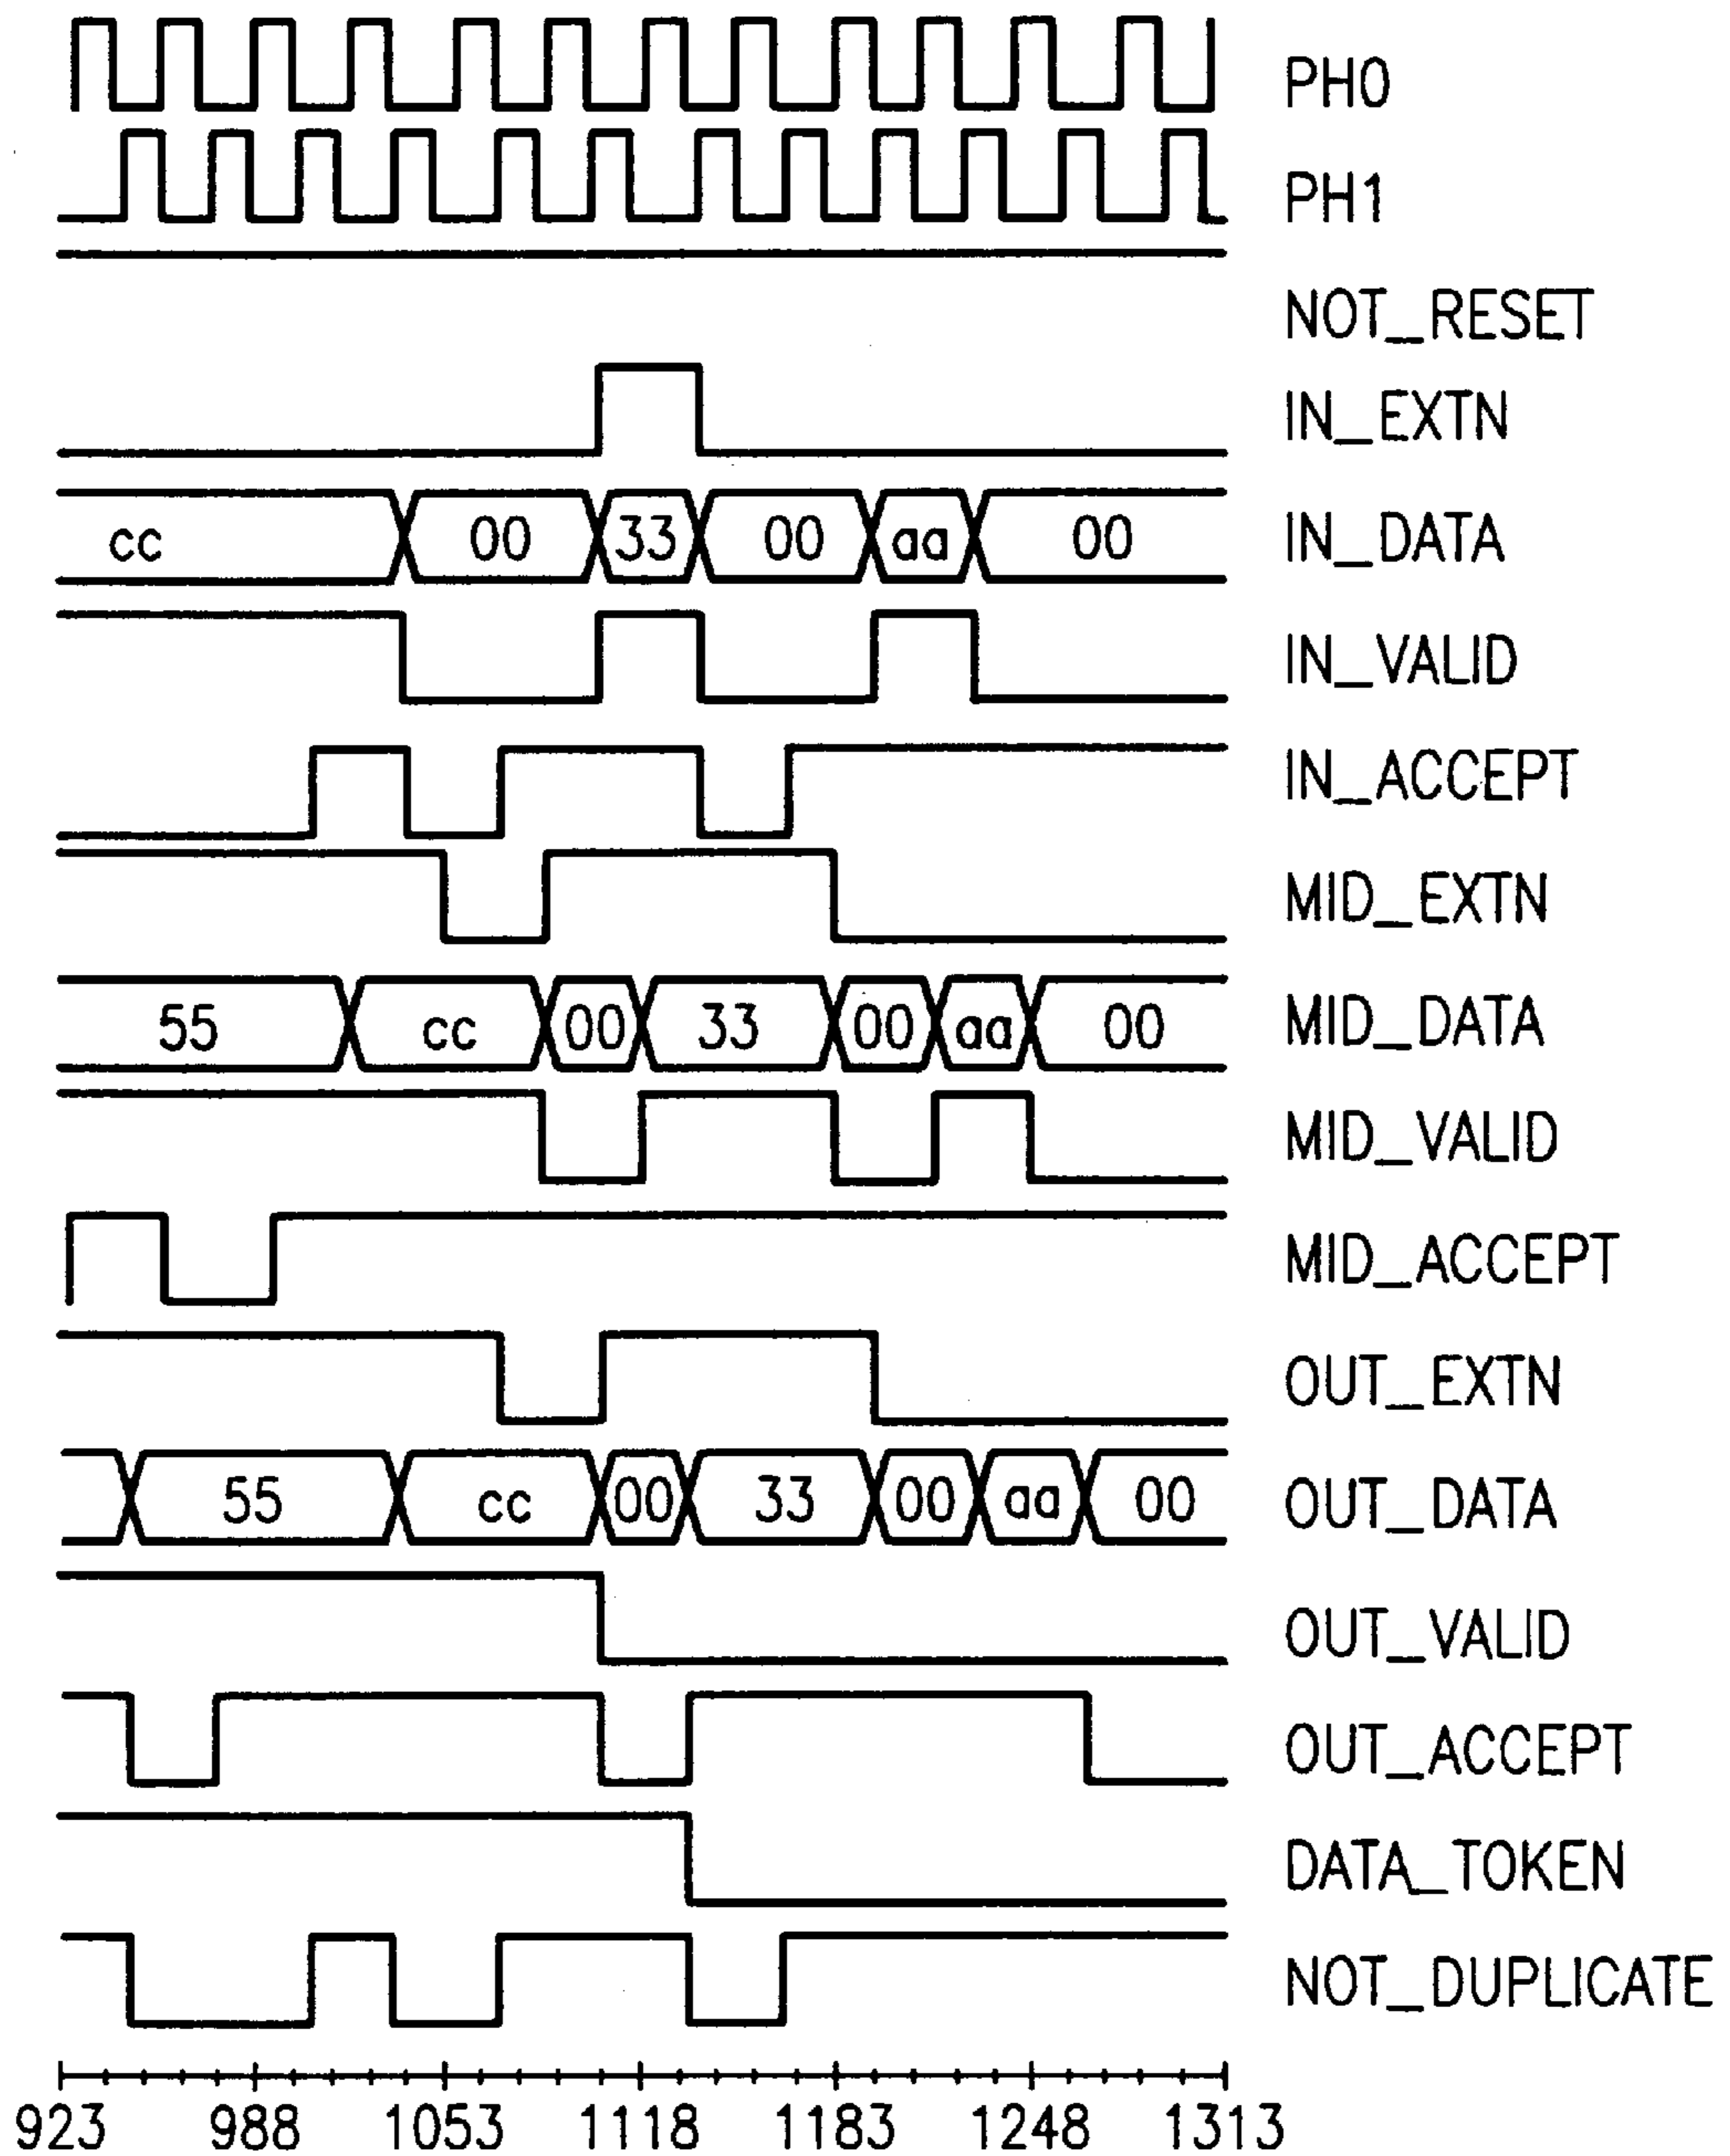 PH0
PH1
NOT_RESET
IN_EXTN
cc 00 33 00 aa 00 IN_DATA
IN_VALID
IN_ACCEPT
MID_EXTN
55 cc 00 33 00 aa 00 MID_DATA
MID_VALID
MID_ACCEPT
OUT_EXTN
55 cc 00 33 00 aa 00 OUT_DATA
OUT_VALID
OUT_ACCEPT
DATA_TOKEN
NOT_DUPLICATE
923 988 1053 1118 1183 1248 1313